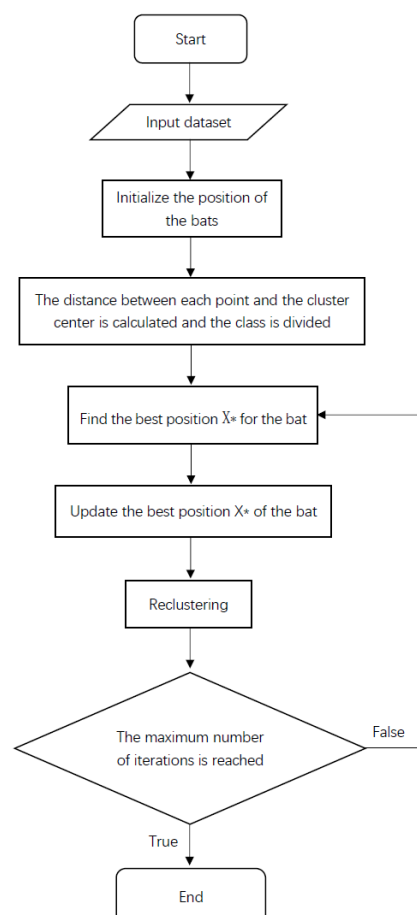 Start
Input dataset
Initialize the position of
the bats
The distance between each point and the cluster
center is calculated and the class is divided
Find the best position X* for the bat
Update the best position X* of the bat
Reclustering
The maximum number
of iterations is reached
False
True
End